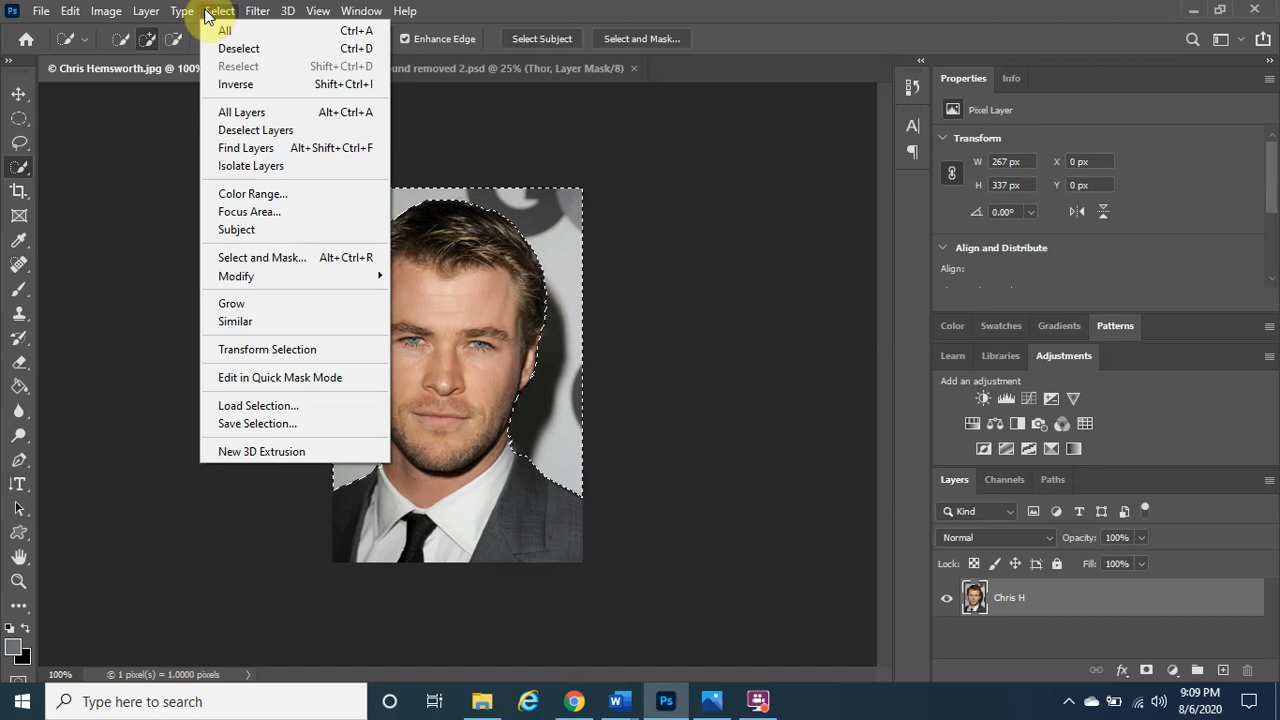 Ps File Edit Image Layer Type Select Filter 3D View Window Help
Enhance Edge Select Subject Select and Mask...
© Chris Hemsworth.jpg @ 100% und removed 2.psd @ 25% (Thor, Layer Mask/8) ×
All Ctrl+A
Deselect Ctrl+D
Reselect Shift+Ctrl+D
Inverse Shift+Ctrl+I
All Layers Alt+Ctrl+A
Deselect Layers
Find Layers Alt+Shift+Ctrl+F
Isolate Layers
Color Range...
Focus Area...
Subject
Select and Mask... Alt+Ctrl+R
Modify
Grow
Similar
Transform Selection
Edit in Quick Mask Mode
Load Selection...
Save Selection...
New 3D Extrusion
Properties Info
Pixel Layer
Transform
W 267 px X 0 px
H 337 px Y 0 px
0.00°
Align and Distribute
Align:
Color Swatches Gradients Patterns
Learn Libraries Adjustments
Add an adjustment
Layers Channels Paths
Kind
Normal Opacity: 100%
Lock: Fill: 100%
Chris H
100% © 1 pixel(s) = 1.0000 pixels
Type here to search
9:09 PM
8/6/2020